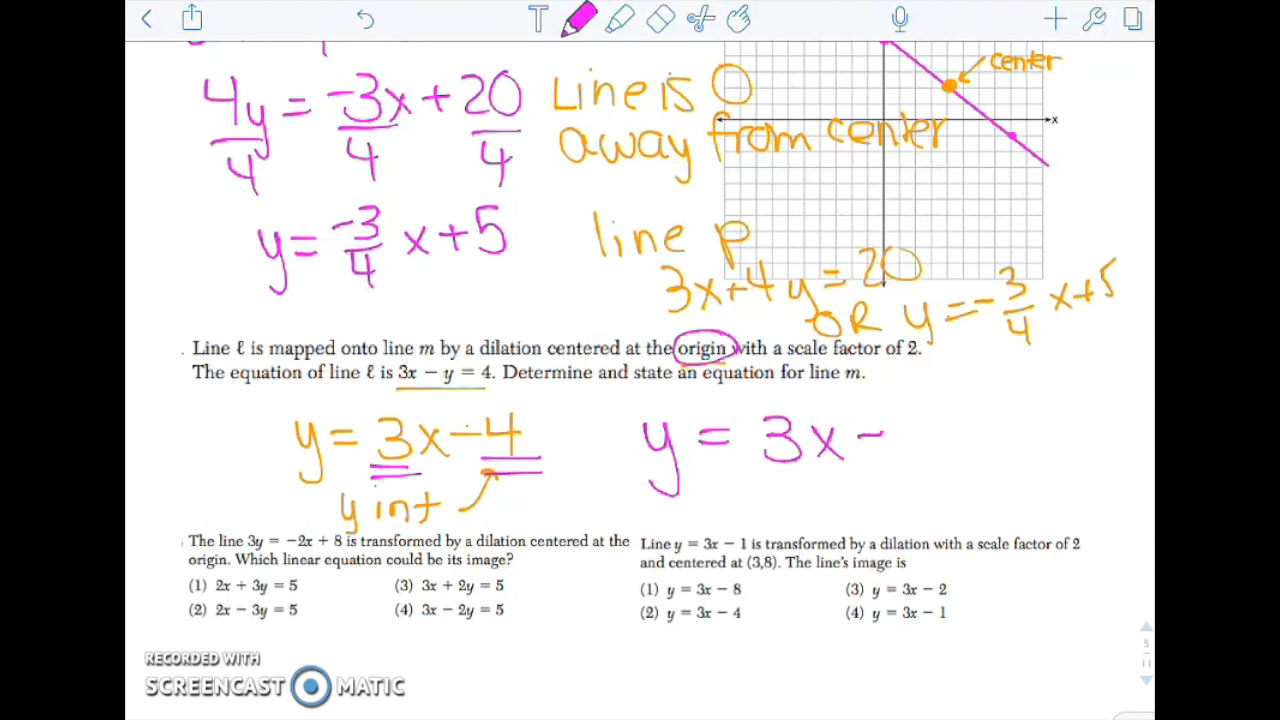 4y = -3x + 20
4 4 4
y = -3/4 x + 5
Line is 0
away from center
center
x
line p
3x + 4y = 20
OR y = -3/4 x + 5
. Line ℓ is mapped onto line m by a dilation centered at the origin with a scale factor of 2.
The equation of line ℓ is 3x − y = 4. Determine and state an equation for line m.
y = 3x - 4
y int
y = 3x -
The line 3y = −2x + 8 is transformed by a dilation centered at the
origin. Which linear equation could be its image?
(1) 2x + 3y = 5 (3) 3x + 2y = 5
(2) 2x − 3y = 5 (4) 3x − 2y = 5
Line y = 3x − 1 is transformed by a dilation with a scale factor of 2
and centered at (3,8). The line's image is
(1) y = 3x − 8 (3) y = 3x − 2
(2) y = 3x − 4 (4) y = 3x − 1
RECORDED WITH
SCREENCAST MATIC
T
5
11